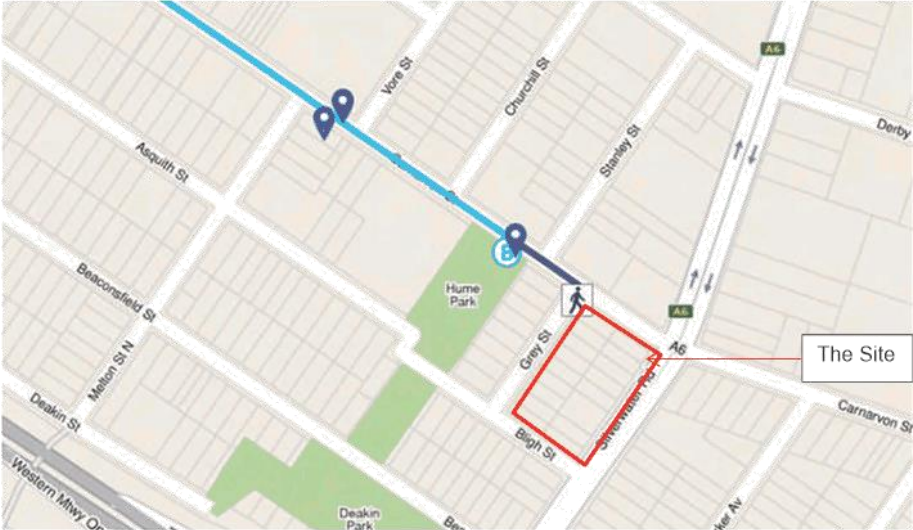 A6
Vore St
Churchill St
Derby
Stanley St
Asquith St
B
Hume
Park
Beaconsfield St
A6
Grey St
A6
The Site
Melton St N
Silverwater Rd
Carnarvon St
Deakin St
Bligh St
Western Mtwy
Deakin
Park